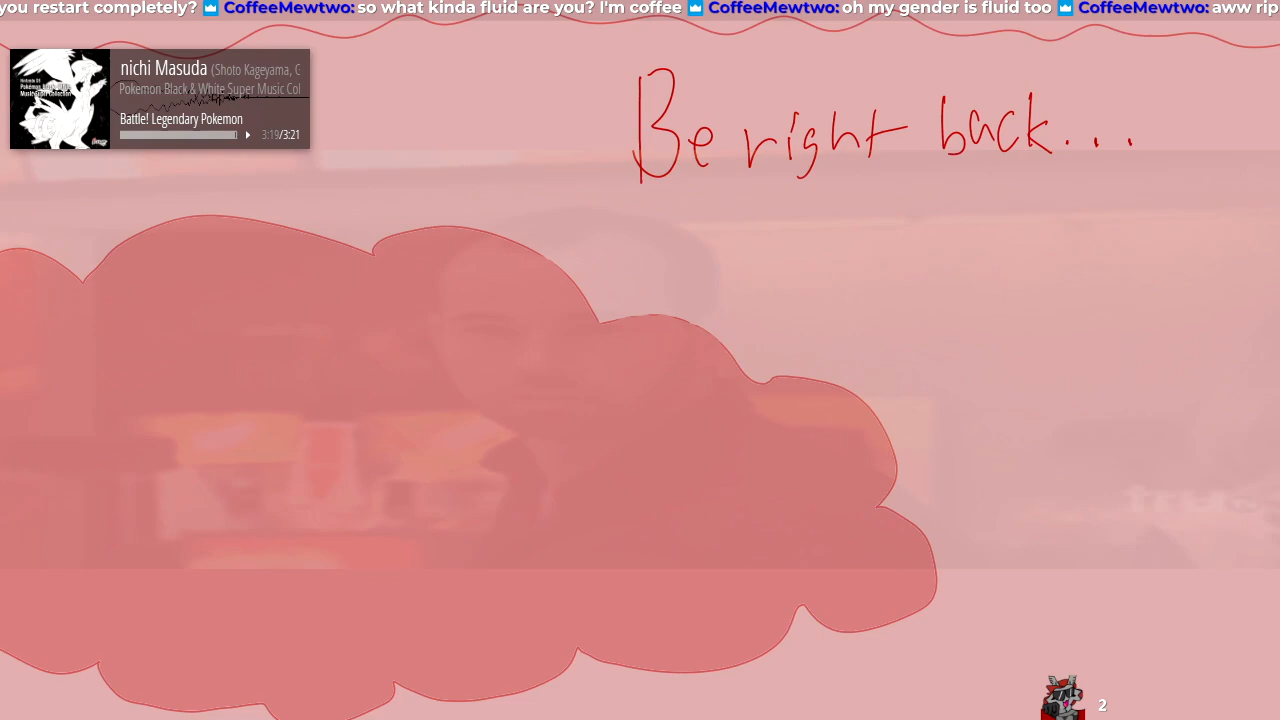 you restart completely? CoffeeMewtwo: so what kinda fluid are you? I'm coffee CoffeeMewtwo: oh my gender is fluid too CoffeeMewtwo: aww rip
nichi Masuda (Shoto Kageyama, C
Pokemon Black & White Super Music Col
Battle! Legendary Pokemon
3:19/3:21
Be right back...
2